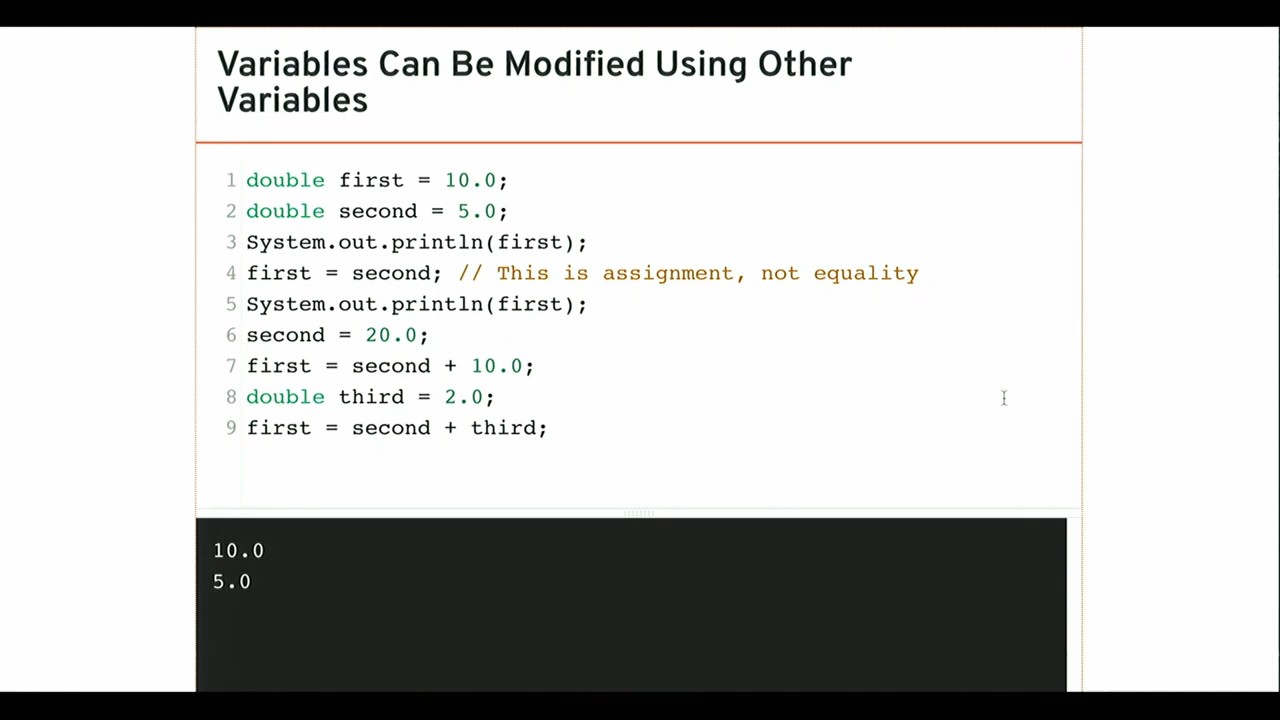 Variables Can Be Modified Using Other
Variables
1 double first = 10.0;
2 double second = 5.0;
3 System.out.println(first);
4 first = second; // This is assignment, not equality
5 System.out.println(first);
6 second = 20.0;
7 first = second + 10.0;
8 double third = 2.0;
9 first = second + third;
10.0
5.0